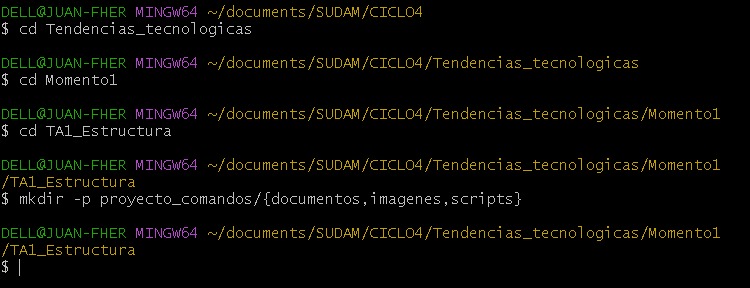 DELL@JUAN-FHER MINGW64 ~/documents/SUDAM/CICLO4
$ cd Tendencias_tecnologicas
DELL@JUAN-FHER MINGW64 ~/documents/SUDAM/CICLO4/Tendencias_tecnologicas
$ cd Momento1
DELL@JUAN-FHER MINGW64 ~/documents/SUDAM/CICLO4/Tendencias_tecnologicas/Momento1
$ cd TA1_Estructura
DELL@JUAN-FHER MINGW64 ~/documents/SUDAM/CICLO4/Tendencias_tecnologicas/Momento1
/TA1_Estructura
$ mkdir -p proyecto_comandos/{documentos,imagenes,scripts}
DELL@JUAN-FHER MINGW64 ~/documents/SUDAM/CICLO4/Tendencias_tecnologicas/Momento1
/TA1_Estructura
$